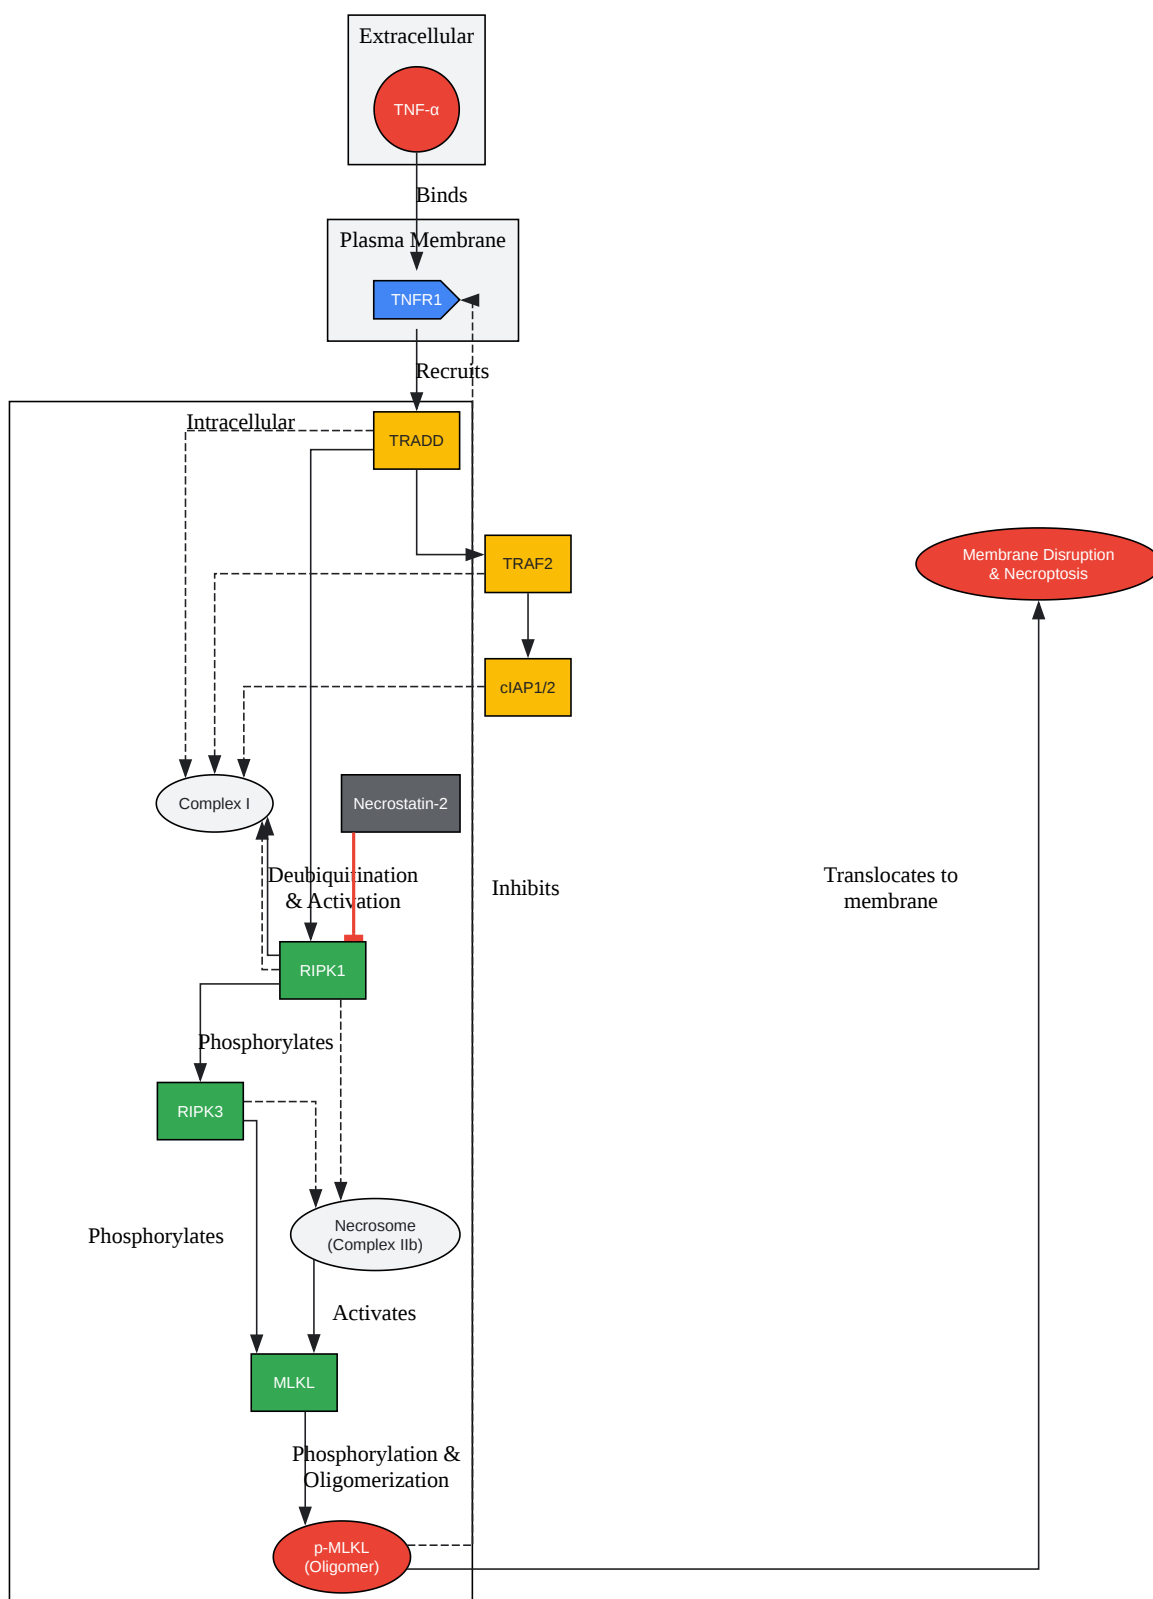 Extracellular
TNF-α
Binds
Plasma Membrane
TNFR1
Recruits
Intracellular
TRADD
TRAF2
Membrane Disruption
& Necroptosis
cIAP1/2
Complex I
Necrostatin-2
Deubiquitination
& Activation
Inhibits
Translocates to
membrane
RIPK1
Phosphorylates
RIPK3
Phosphorylates
Necrosome
(Complex IIb)
Activates
MLKL
Phosphorylation &
Oligomerization
p-MLKL
(Oligomer)